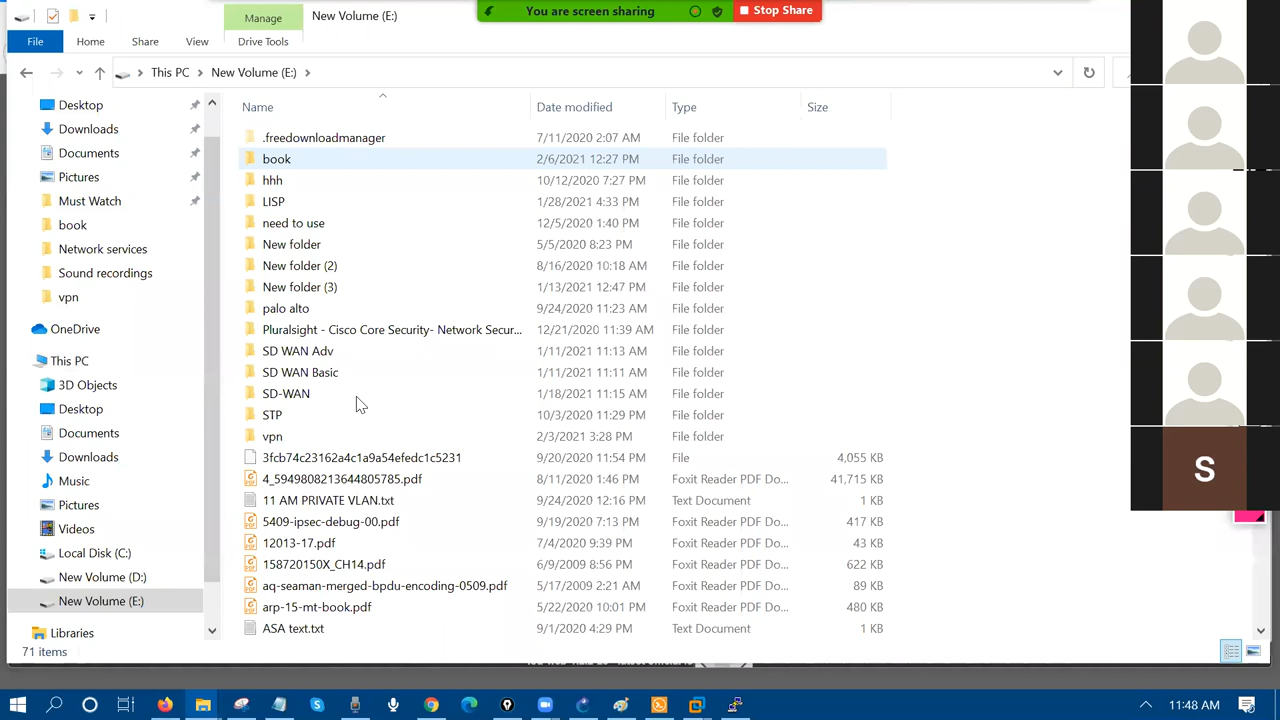 Manage
New Volume (E:)
You are screen sharing
Stop Share
File
Home
Share
View
Drive Tools
This PC
New Volume (E:)
Name
Date modified
Type
Size
Desktop
Downloads
Documents
Pictures
Must Watch
book
Network services
Sound recordings
vpn
OneDrive
This PC
3D Objects
Desktop
Documents
Downloads
Music
Pictures
Videos
Local Disk (C:)
New Volume (D:)
New Volume (E:)
Libraries
.freedownloadmanager 7/11/2020 2:07 AM File folder
book 2/6/2021 12:27 PM File folder
hhh 10/12/2020 7:27 PM File folder
LISP 1/28/2021 4:33 PM File folder
need to use 12/5/2020 1:40 PM File folder
New folder 5/5/2020 8:23 PM File folder
New folder (2) 8/16/2020 10:18 AM File folder
New folder (3) 1/13/2021 12:47 PM File folder
palo alto 9/24/2020 11:23 AM File folder
Pluralsight - Cisco Core Security- Network Secur... 12/21/2020 11:39 AM File folder
SD WAN Adv 1/11/2021 11:13 AM File folder
SD WAN Basic 1/11/2021 11:11 AM File folder
SD-WAN 1/18/2021 11:15 AM File folder
STP 10/3/2020 11:29 PM File folder
vpn 2/3/2021 3:28 PM File folder
3fcb74c23162a4c1a9a54efedc1c5231 9/20/2020 11:54 PM File 4,055 KB
4_5949808213644805785.pdf 8/11/2020 1:46 PM Foxit Reader PDF Do... 41,715 KB
11 AM PRIVATE VLAN.txt 9/24/2020 12:16 PM Text Document 1 KB
5409-ipsec-debug-00.pdf 9/19/2020 7:13 PM Foxit Reader PDF Do... 417 KB
12013-17.pdf 7/4/2020 9:39 PM Foxit Reader PDF Do... 43 KB
158720150X_CH14.pdf 6/9/2009 8:56 PM Foxit Reader PDF Do... 622 KB
aq-seaman-merged-bpdu-encoding-0509.pdf 5/17/2009 2:21 AM Foxit Reader PDF Do... 89 KB
arp-15-mt-book.pdf 5/22/2020 10:01 PM Foxit Reader PDF Do... 480 KB
ASA text.txt 9/1/2020 4:29 PM Text Document 1 KB
71 items
S
11:48 AM